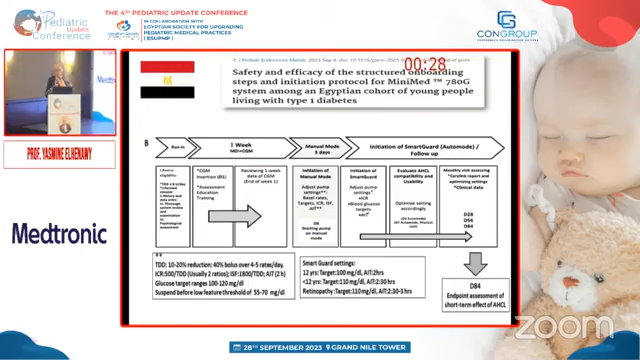 Pediatric
Update
Conference
THE 4TH PEDIATRIC UPDATE CONFERENCE
IN COLLABORATION WITH
EGYPTIAN SOCIETY FOR UPGRADING
PEDIATRIC MEDICAL PRACTICES
(ESUPMP)
CONGROUP
PROF. YASMINE ELHENAWY
Medtronic
00:28
Safety and efficacy of the structured onboarding
steps and initiation protocol for MiniMed ™ 780G
system among an Egyptian cohort of young people
living with type 1 diabetes
B
Run-in
1 Week
MDI+CGM
Manual Mode
3 days
Initiation of SmartGuard (Automode) /
Follow up
*CGM
insertion (D1)
*Assessment
Education
Training
Reviewing 1-week
data of CGM
(End of week 1)
Initiation of
Manual Mode
Adjust pump
settings**:
Basal rates,
Targets, ICR, ISF,
AIT**
OR
Starting pump
on manual
mode
Initiation of
SmartGuard
Adjust pump
settings*:
•ICR
•Blood glucose
targets
•AIT
Evaluate AHCL
compatibility and
Usability
Optimize setting
accordingly
Monthly visit assessing
*Carelink report and
optimizing settings
*Clinical data
D28
D56
D84
TDD: 10-20% reduction: 40% bolus over 4-5 rates/day.
ICR:500/TDD (Usually 2 ratios); ISF:1800/TDD; AIT (2 h)
Glucose target ranges 100-120 mg/dl
Suspend before low feature threshold of 55-70 mg/dl
Smart Guard settings:
12 yrs: Target:100 mg/dl, AIT:2hrs
<12 yrs: Target:110 mg/dl, AIT:2:30 hrs
Retinopathy :Target:110 mg/dl, AIT:2:30-3 hrs
D84
Endpoint assessment of
short-term effect of AHCL
zoom
28TH SEPTEMBER 2023
GRAND NILE TOWER